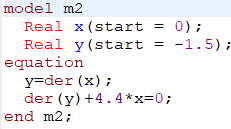 model m2
  Real x(start = 0);
  Real y(start = -1.5);
equation
  y=der(x);
  der(y)+4.4*x=0;
end m2;